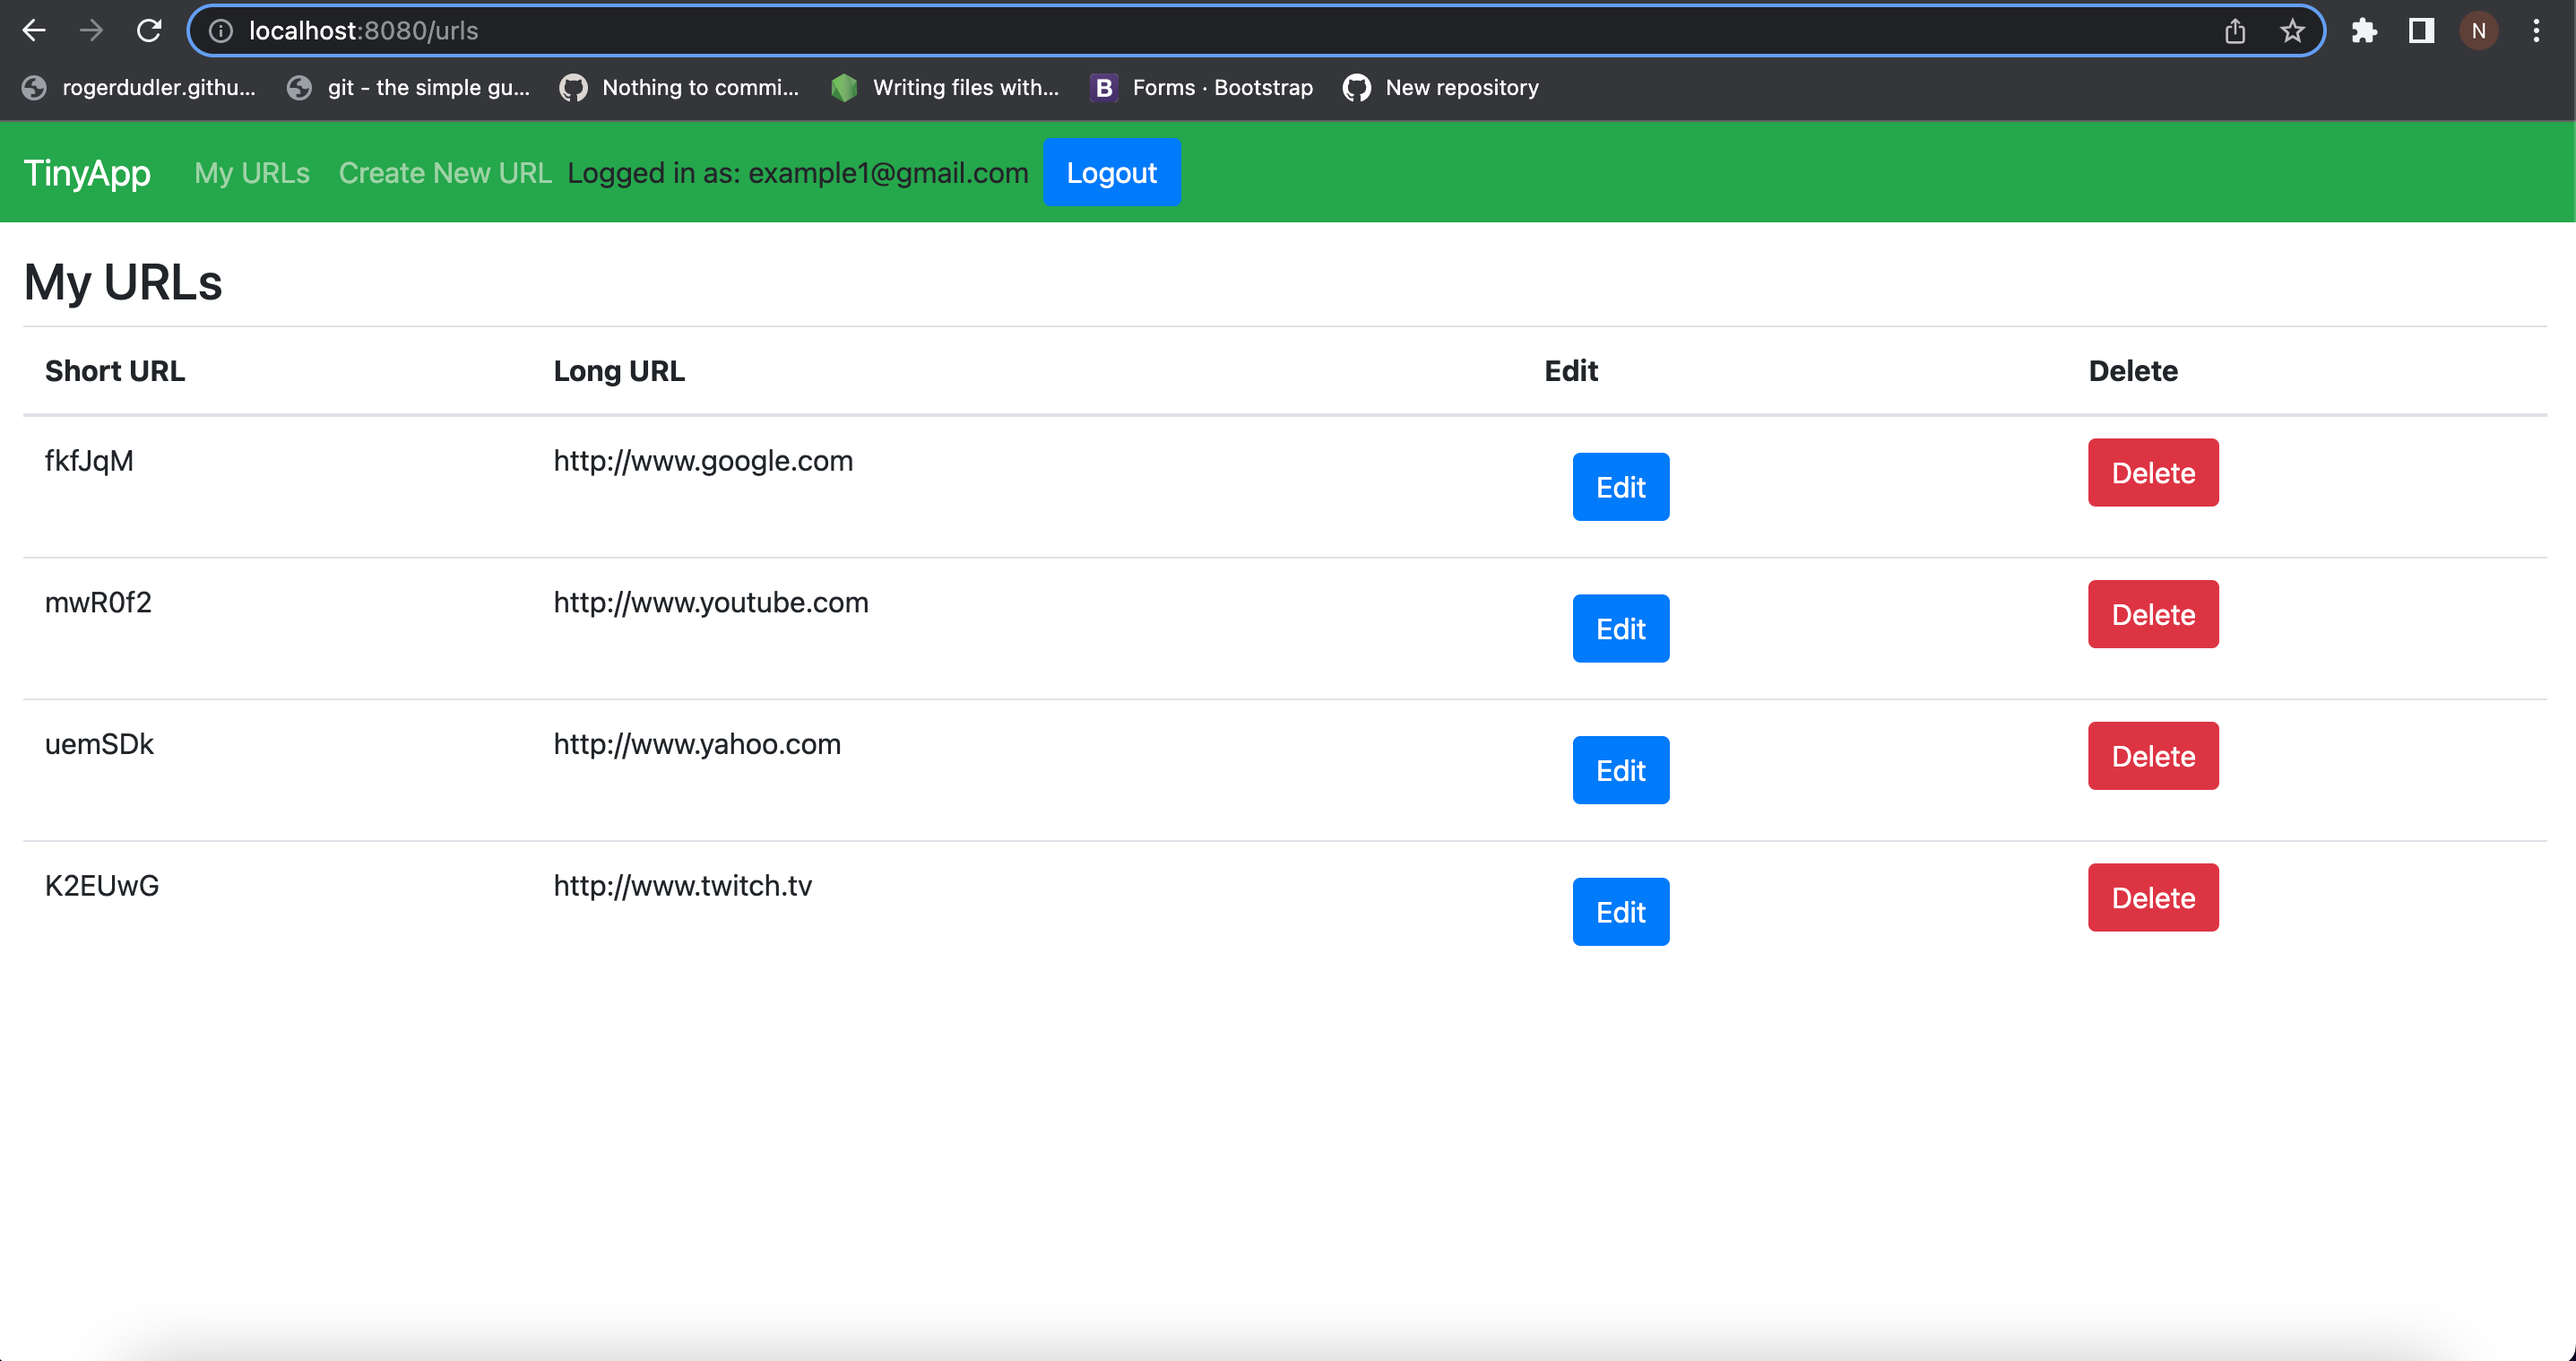 localhost:8080/urls N
rogerdudler.githu... git - the simple gu... Nothing to commi... Writing files with... B Forms · Bootstrap New repository
TinyApp My URLs Create New URL Logged in as: example1@gmail.com Logout
My URLs
Short URL Long URL Edit Delete
fkfJqM http://www.google.com Edit Delete
mwR0f2 http://www.youtube.com Edit Delete
uemSDk http://www.yahoo.com Edit Delete
K2EUwG http://www.twitch.tv Edit Delete